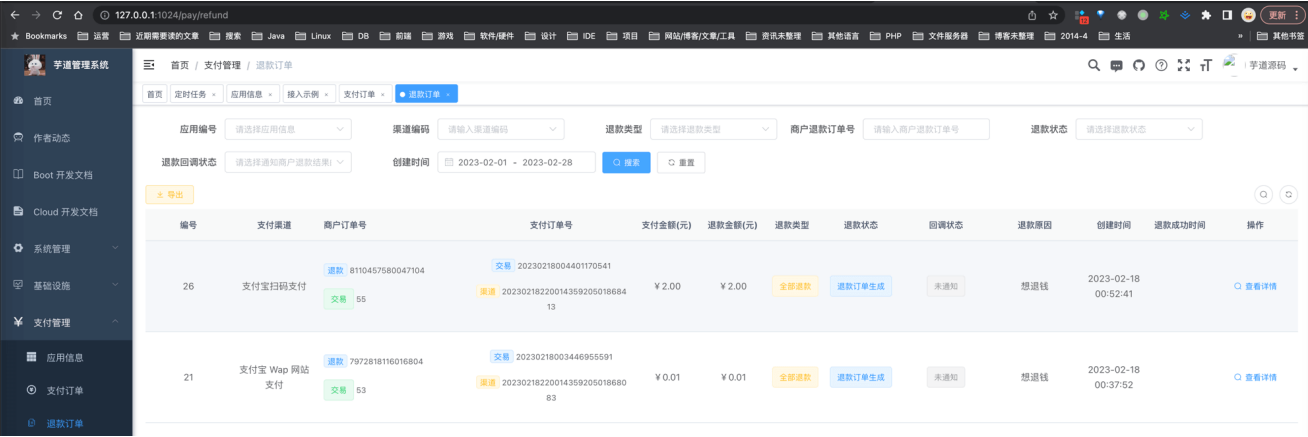 127.0.0.1:1024/pay/refund
更新
Bookmarks 运营 近期需要读的文章 搜索 Java Linux DB 前端 游戏 软件/硬件 设计 IDE 项目 网站/博客/文章/工具 资讯未整理 其他语言 PHP 文件服务器 博客未整理 2014-4 生活 » 其他书签
芋道管理系统
首页 / 支付管理 / 退款订单
芋道源码
首页 定时任务 × 应用信息 × 接入示例 × 支付订单 × 退款订单 ×
首页
作者动态
Boot 开发文档
Cloud 开发文档
系统管理
基础设施
支付管理
应用信息
支付订单
退款订单
应用编号 请选择应用信息 渠道编码 请输入渠道编码 退款类型 请选择退款类型 商户退款订单号 请输入商户退款订单号 退款状态 请选择退款状态
退款回调状态 请选择通知商户退款结果 创建时间 2023-02-01 - 2023-02-28 搜索 重置
导出
编号 支付渠道 商户订单号 支付订单号 支付金额(元) 退款金额(元) 退款类型 退款状态 回调状态 退款原因 创建时间 退款成功时间 操作
26 支付宝扫码支付 退款 8110457580047104 交易 20230218004401170541 ￥2.00 ￥2.00 全部退款 退款订单生成 未通知 想退钱 2023-02-18 查看详情
交易 55 渠道 20230218220014359205018684 00:52:41
13
21 支付宝 Wap 网站 退款 7972818116016804 交易 20230218003446955591 ￥0.01 ￥0.01 全部退款 退款订单生成 未通知 想退钱 2023-02-18 查看详情
支付 交易 53 渠道 20230218220014359205018680 00:37:52
83